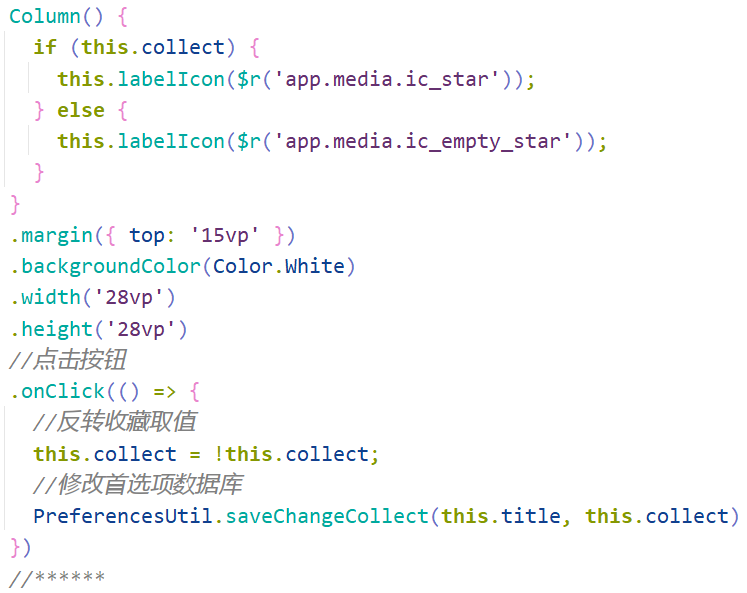 Column() {
  if (this.collect) {
    this.labelIcon($r('app.media.ic_star'));
  } else {
    this.labelIcon($r('app.media.ic_empty_star'));
  }
}
.margin({ top: '15vp' })
.backgroundColor(Color.White)
.width('28vp')
.height('28vp')
//点击按钮
.onClick(() => {
  //反转收藏取值
  this.collect = !this.collect;
  //修改首选项数据库
  PreferencesUtil.saveChangeCollect(this.title, this.collect)
})
//******